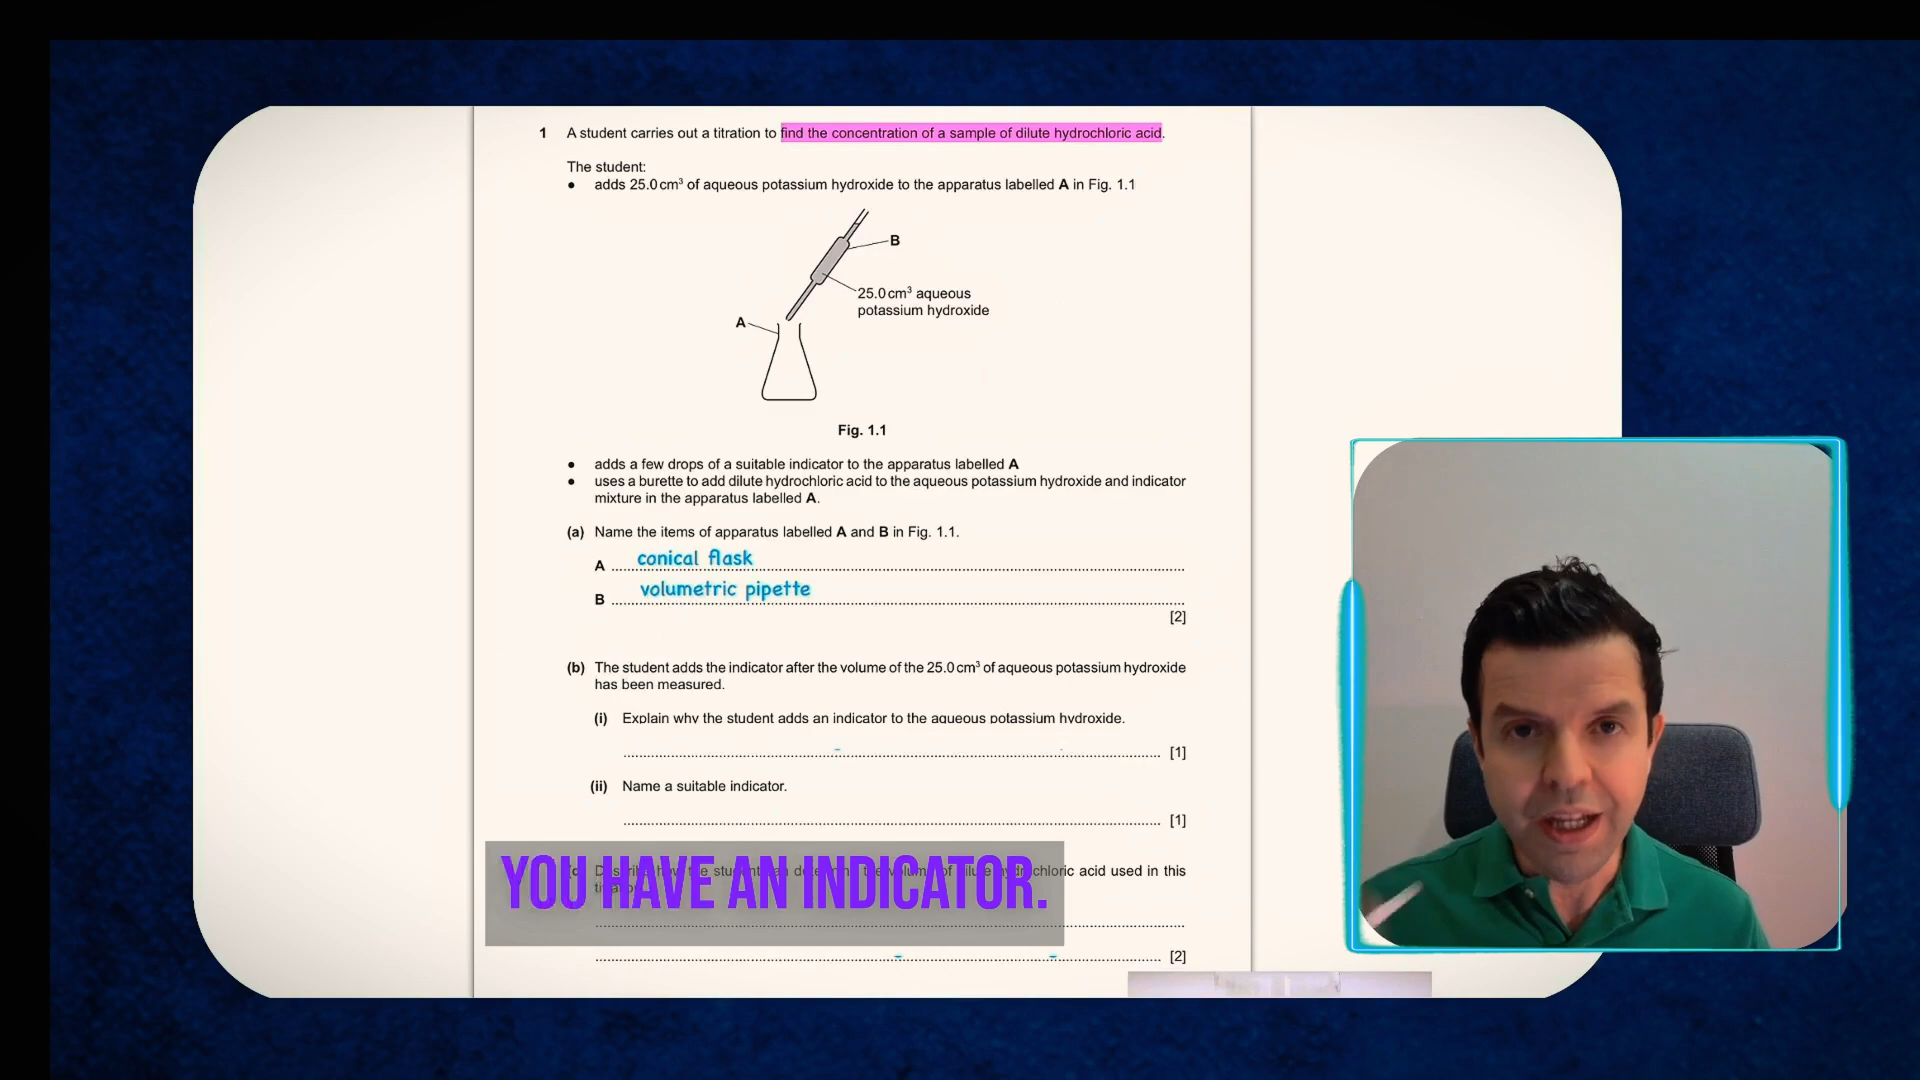 1 A student carries out a titration to find the concentration of a sample of dilute hydrochloric acid.
The student:
• adds 25.0 cm³ of aqueous potassium hydroxide to the apparatus labelled A in Fig. 1.1
B
25.0 cm³ aqueous
potassium hydroxide
A
Fig. 1.1
• adds a few drops of a suitable indicator to the apparatus labelled A
• uses a burette to add dilute hydrochloric acid to the aqueous potassium hydroxide and indicator
mixture in the apparatus labelled A.
(a) Name the items of apparatus labelled A and B in Fig. 1.1.
A conical flask
B volumetric pipette
[2]
(b) The student adds the indicator after the volume of the 25.0 cm³ of aqueous potassium hydroxide
has been measured.
(i) Explain why the student adds an indicator to the aqueous potassium hydroxide.
[1]
(ii) Name a suitable indicator.
[1]
acid used in this
YOU HAVE AN INDICATOR.
[2]